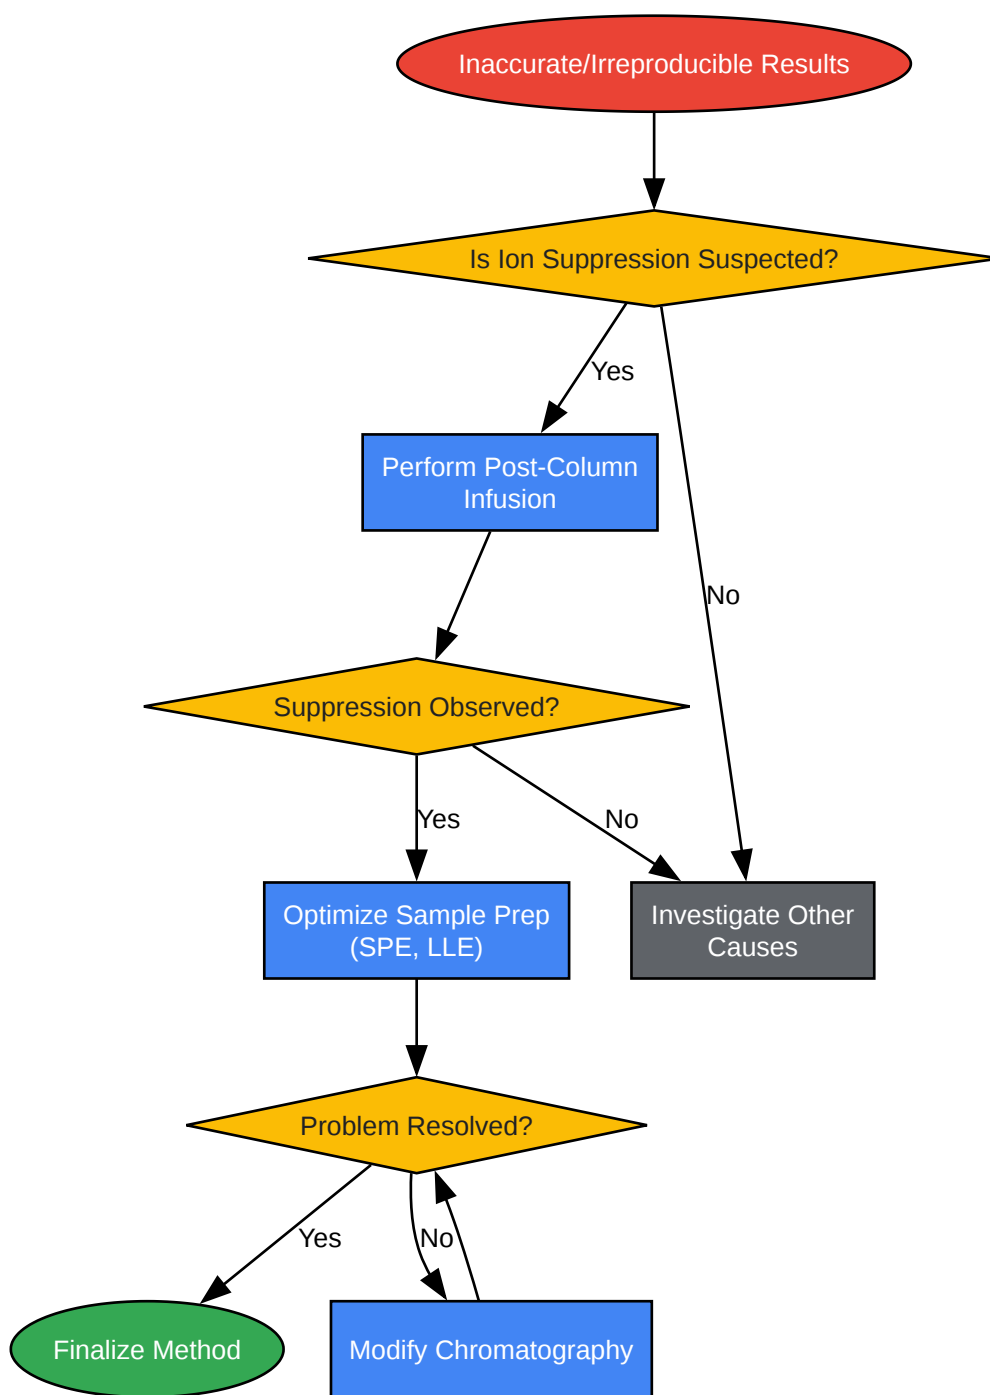 Inaccurate/Irreproducible Results
Is Ion Suppression Suspected?
Yes
Perform Post-Column
Infusion
No
Suppression Observed?
Yes
No
Optimize Sample Prep
(SPE, LLE)
Investigate Other
Causes
Problem Resolved?
Yes
No
Finalize Method
Modify Chromatography